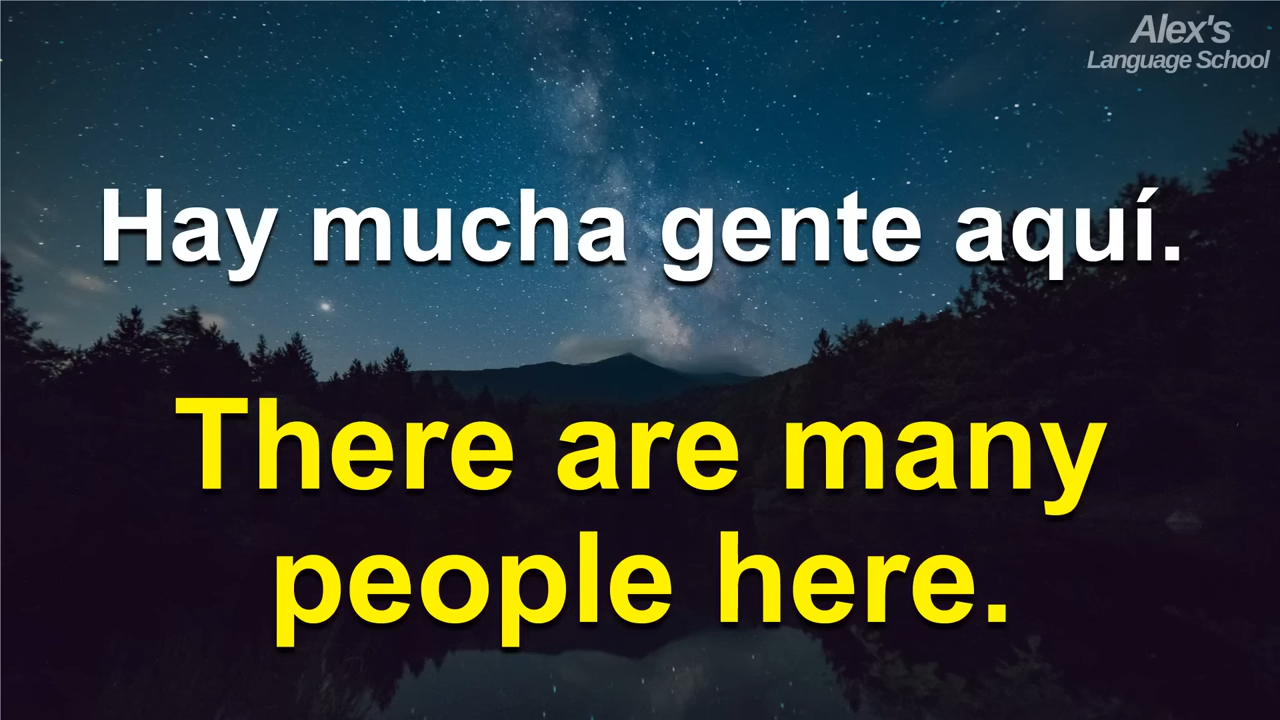 Alex's
Language School
Hay mucha gente aquí.
There are many
people here.